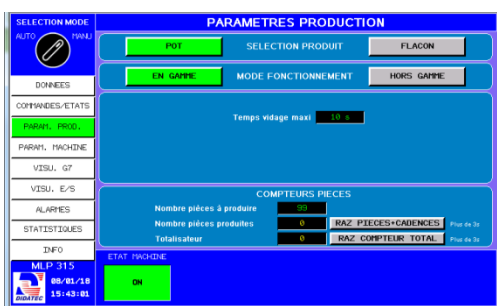 SELECTION MODE
PARAMETRES PRODUCTION
AUTO
MANU
POT
SELECTION PRODUIT
FLACON
EN GAMME
MODE FONCTIONNEMENT
HORS GAMME
DONNEES
COMMANDES/ETATS
PARAM. PROD.
PARAM. MACHINE
VISU. G7
VISU. E/S
ALARMES
STATISTIQUES
INFO
Temps vidage maxi 10 s
COMPTEURS PIECES
Nombre pièces à produire 99
Nombre pièces produites 0 RAZ PIECES+CADENCES Plus de 3s
Totalisateur 0 RAZ COMPTEUR TOTAL Plus de 3s
MLP 315
08/01/18
15:43:01
DIDATEC
ETAT MACHINE
ON